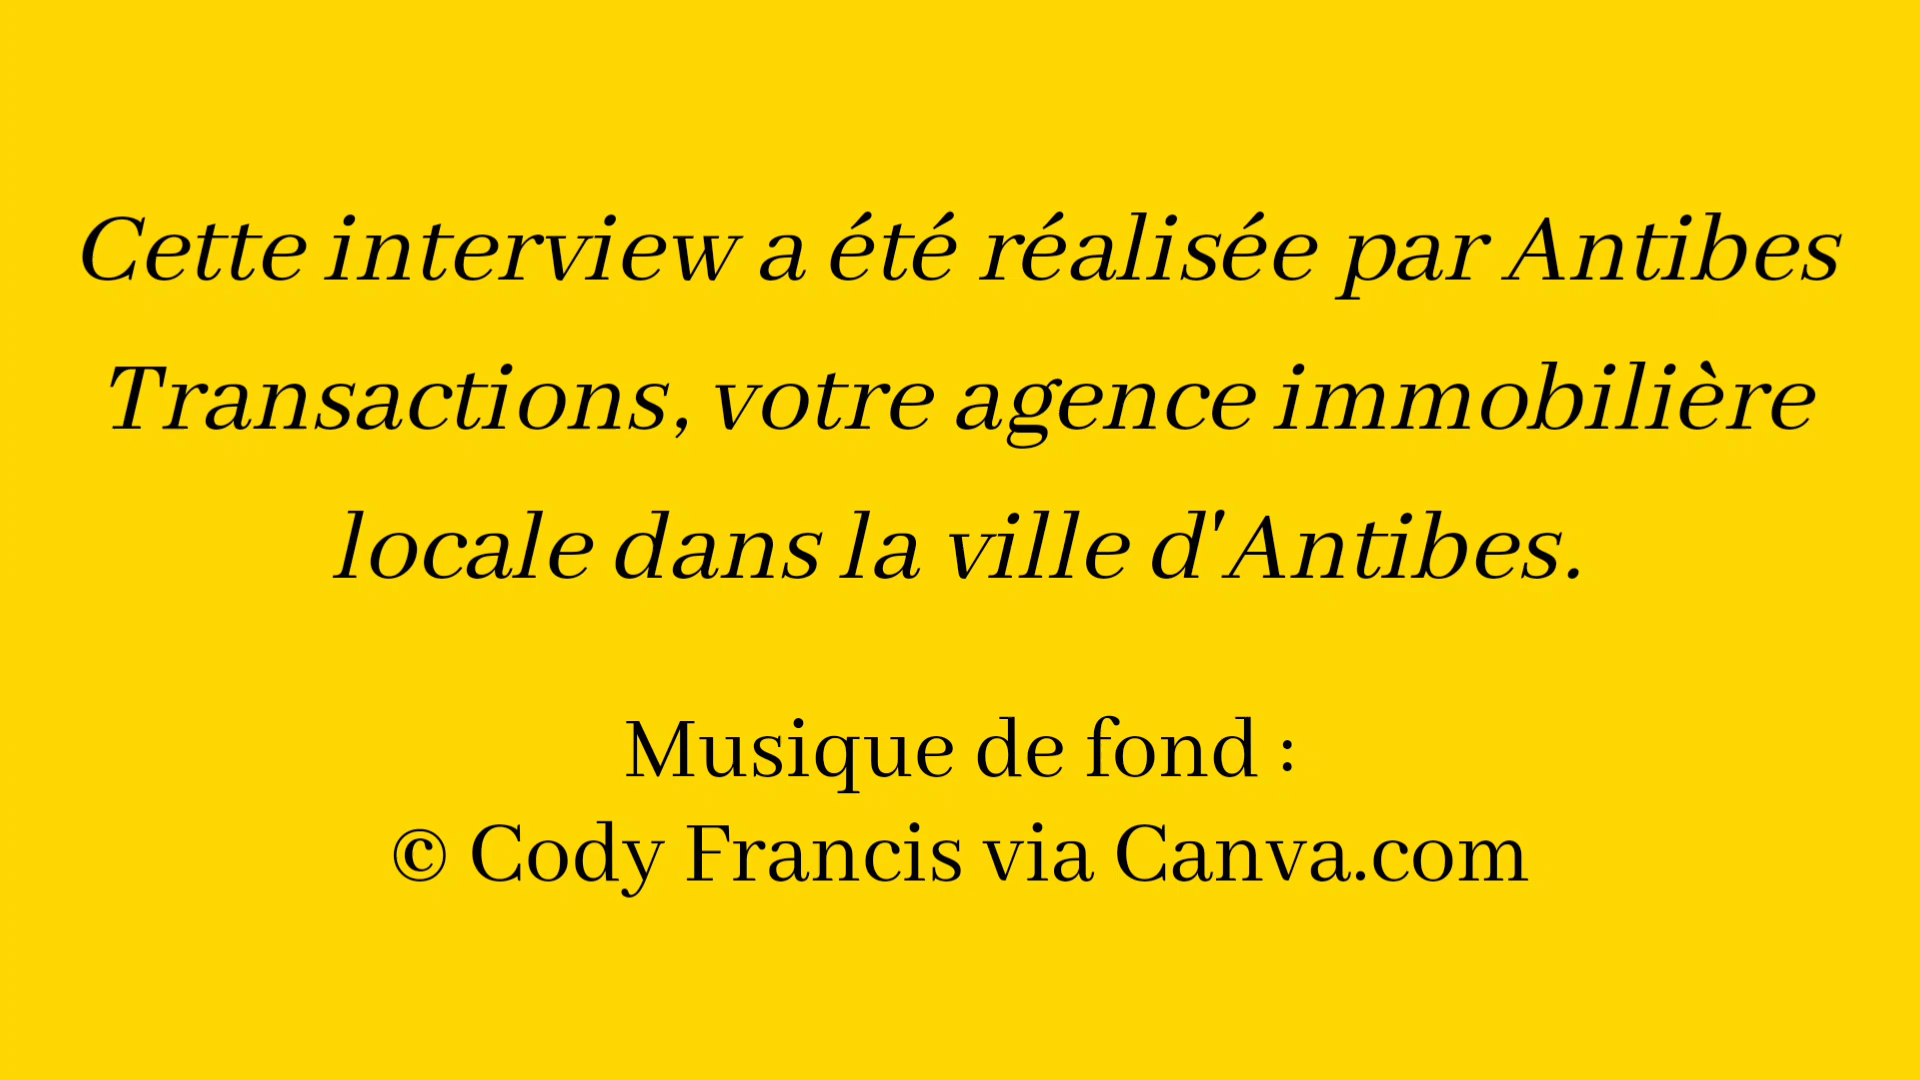 Cette interview a été réalisée par Antibes
Transactions, votre agence immobilière
locale dans la ville d'Antibes.
Musique de fond :
© Cody Francis via Canva.com